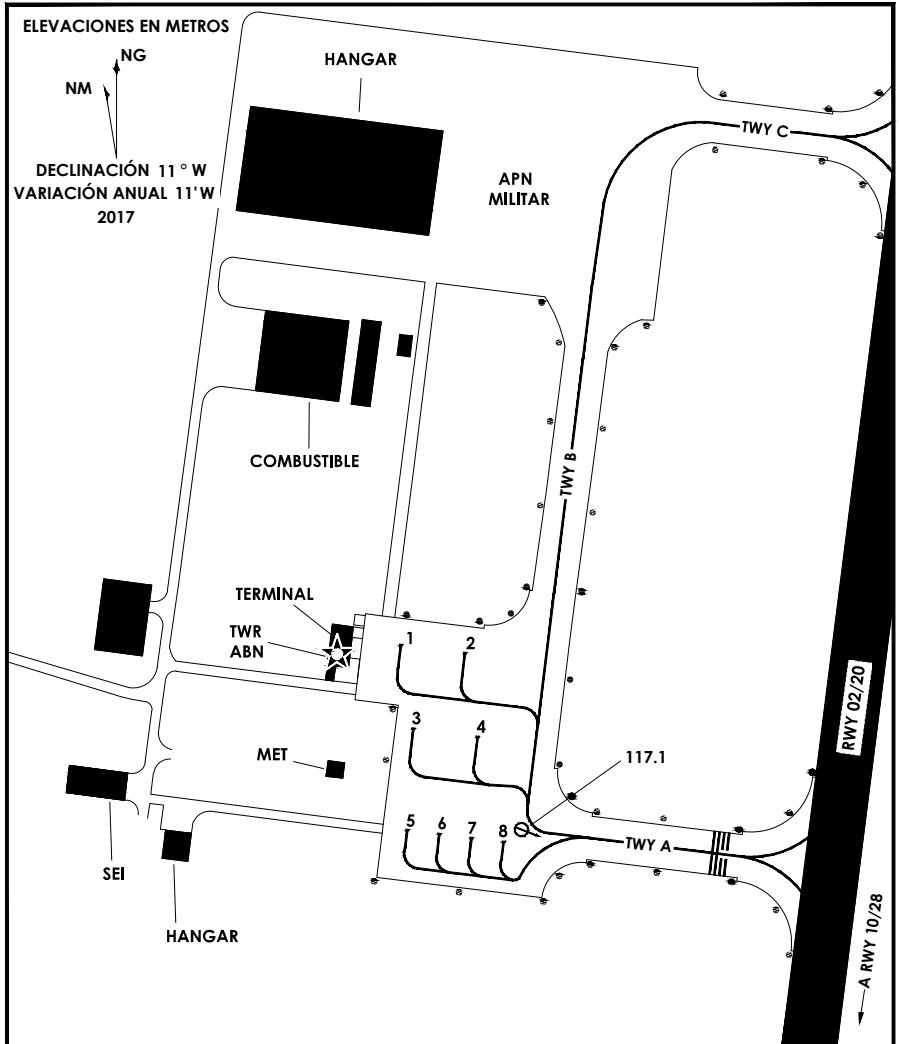 ELEVACIONES EN METROS
NG
NM
DECLINACIÓN 11 ° W
VARIACIÓN ANUAL 11' W
2017
HANGAR
TWY C
APN
MILITAR
COMBUSTIBLE
TWY B
TERMINAL
TWR
ABN
1
2
RWY 02/20
3
4
MET
117.1
5
6
7
8
TWY A
SEI
HANGAR
A RWY 10/28